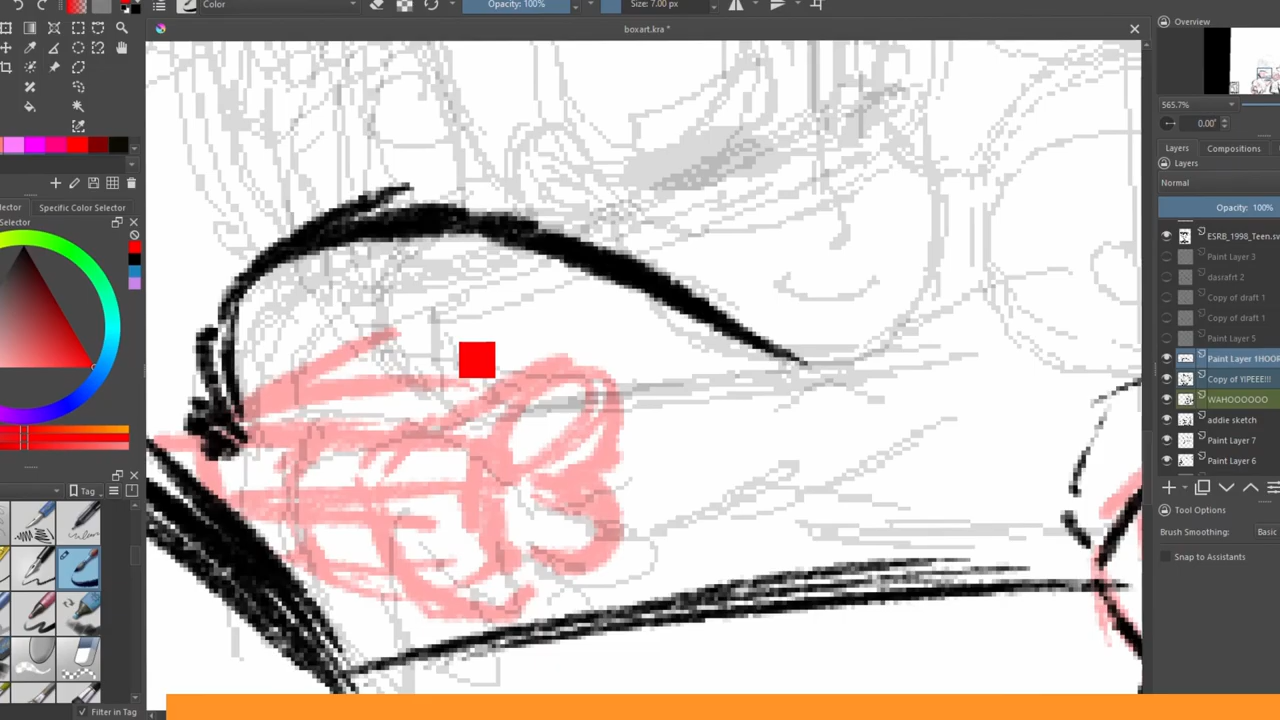 Color
Opacity: 100%
Size: 7.00 px
boxart.kra *
Overview
565.7%
0.00°
Layers
Compositions
Layers
Normal
Opacity: 100%
ESRB_1998_Teen.sv
Paint Layer 3
dasrafrt 2
Copy of draft 1
Copy of draft 1
Paint Layer 5
Paint Layer 1HOOR
Copy of YIPEEE!!!
WAHOOOOOO
addie sketch
Paint Layer 7
Paint Layer 6
Specific Color Selector
Selector
Tag
Tool Options
Brush Smoothing:
Basic
Snap to Assistants
Filter in Tag